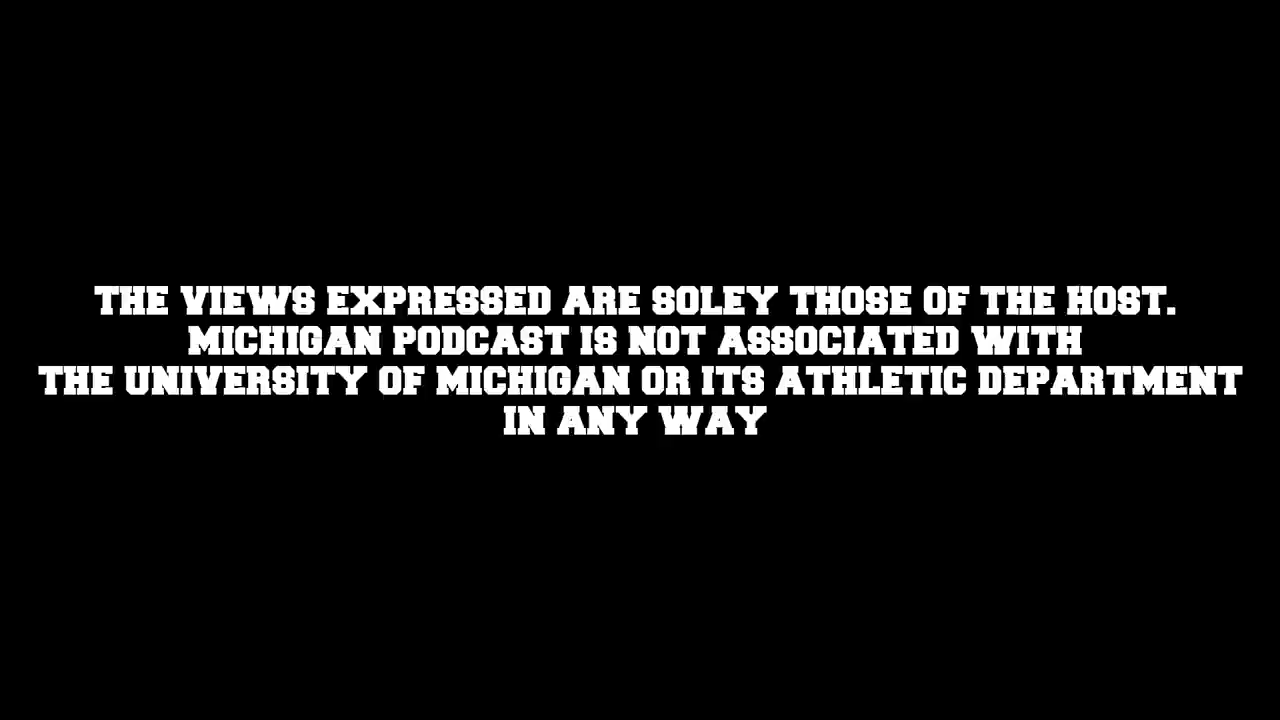 THE VIEWS EXPRESSED ARE SOLEY THOSE OF THE HOST.
MICHIGAN PODCAST IS NOT ASSOCIATED WITH
THE UNIVERSITY OF MICHIGAN OR ITS ATHLETIC DEPARTMENT
IN ANY WAY